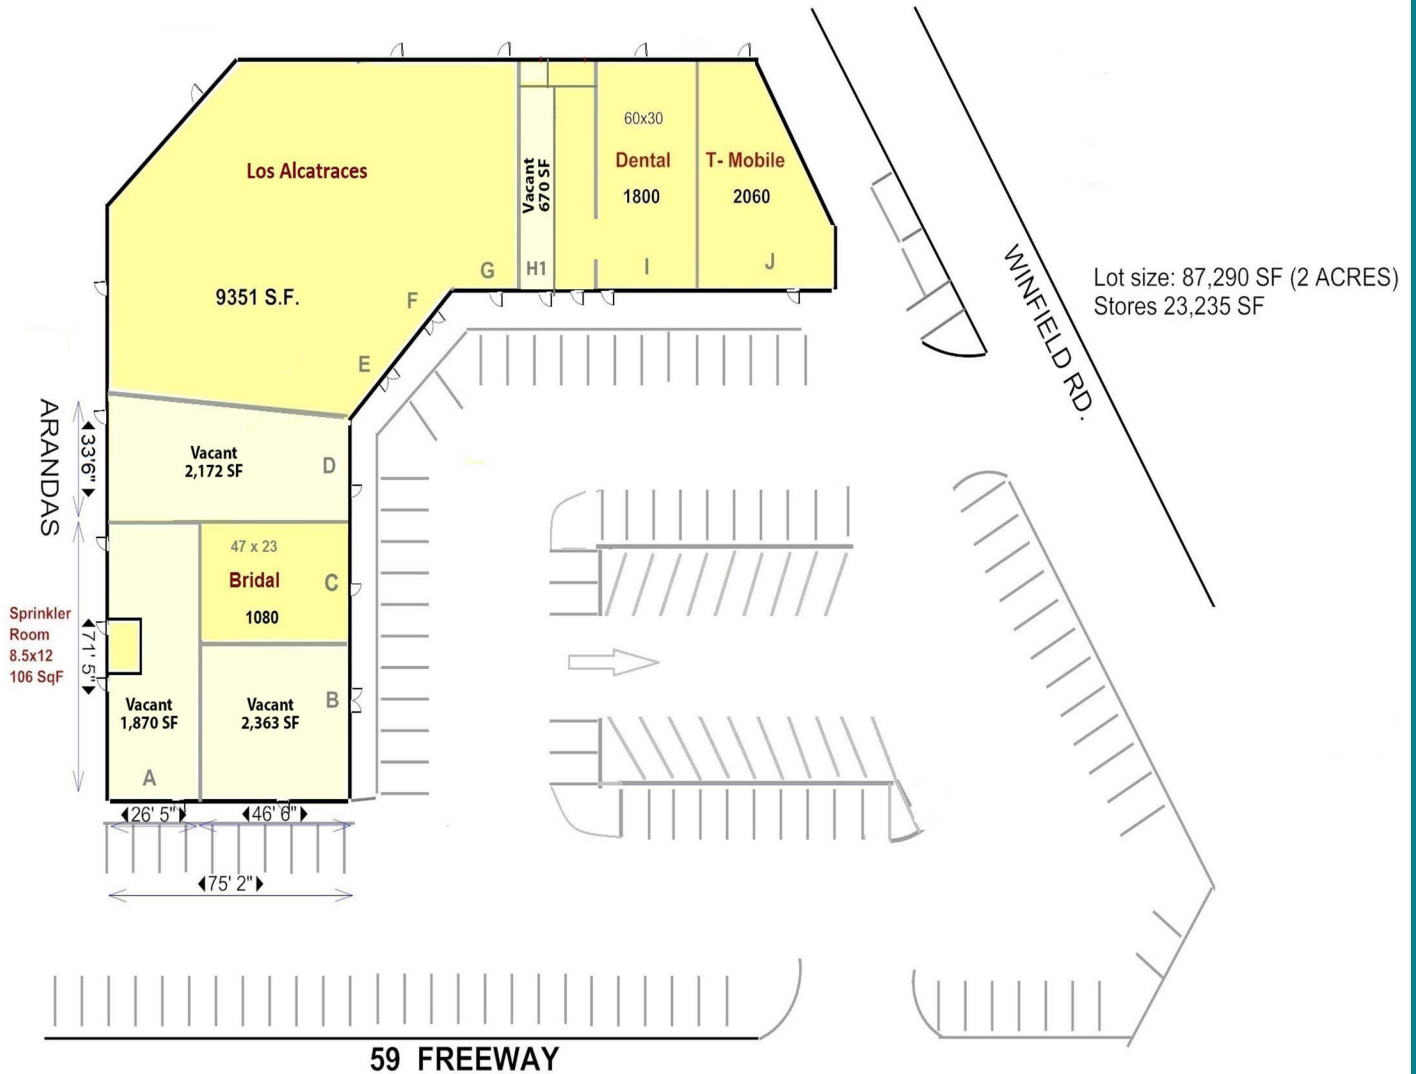 Los Alcatraces
9351 S.F.
G
F
E
Vacant
670 SF
H1
60x30
Dental
1800
I
T- Mobile
2060
J
WINFIELD RD.
Lot size: 87,290 SF (2 ACRES)
Stores 23,235 SF
ARANDAS
33'6"
Vacant
2,172 SF
D
47 x 23
Bridal
1080
C
Sprinkler
Room
8.5x12
106 SqF
71' 5"
Vacant
1,870 SF
A
Vacant
2,363 SF
B
26' 5"
46' 6"
75' 2"
59 FREEWAY